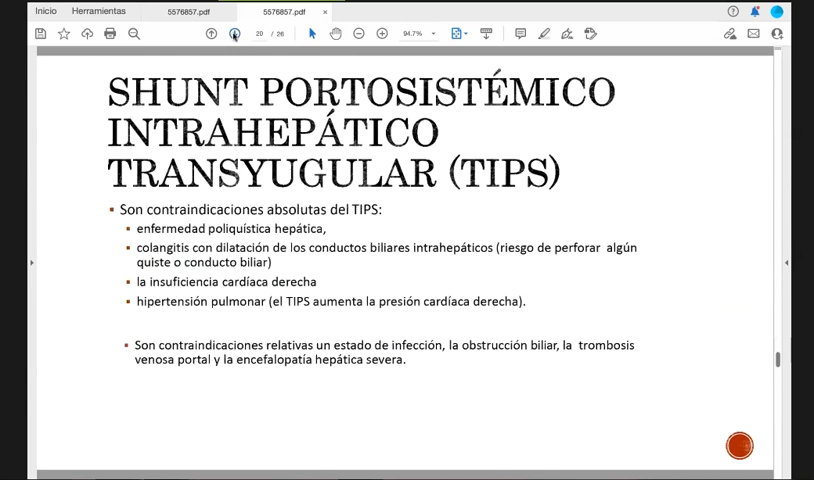 Inicio Herramientas 5576857.pdf 5576857.pdf ×
20 / 26 94.7%
SHUNT PORTOSISTÉMICO
INTRAHEPÁTICO
TRANSYUGULAR (TIPS)
▪ Son contraindicaciones absolutas del TIPS:
▪ enfermedad poliquística hepática,
▪ colangitis con dilatación de los conductos biliares intrahepáticos (riesgo de perforar algún
quiste o conducto biliar)
▪ la insuficiencia cardíaca derecha
▪ hipertensión pulmonar (el TIPS aumenta la presión cardíaca derecha).
▪ Son contraindicaciones relativas un estado de infección, la obstrucción biliar, la trombosis
venosa portal y la encefalopatía hepática severa.